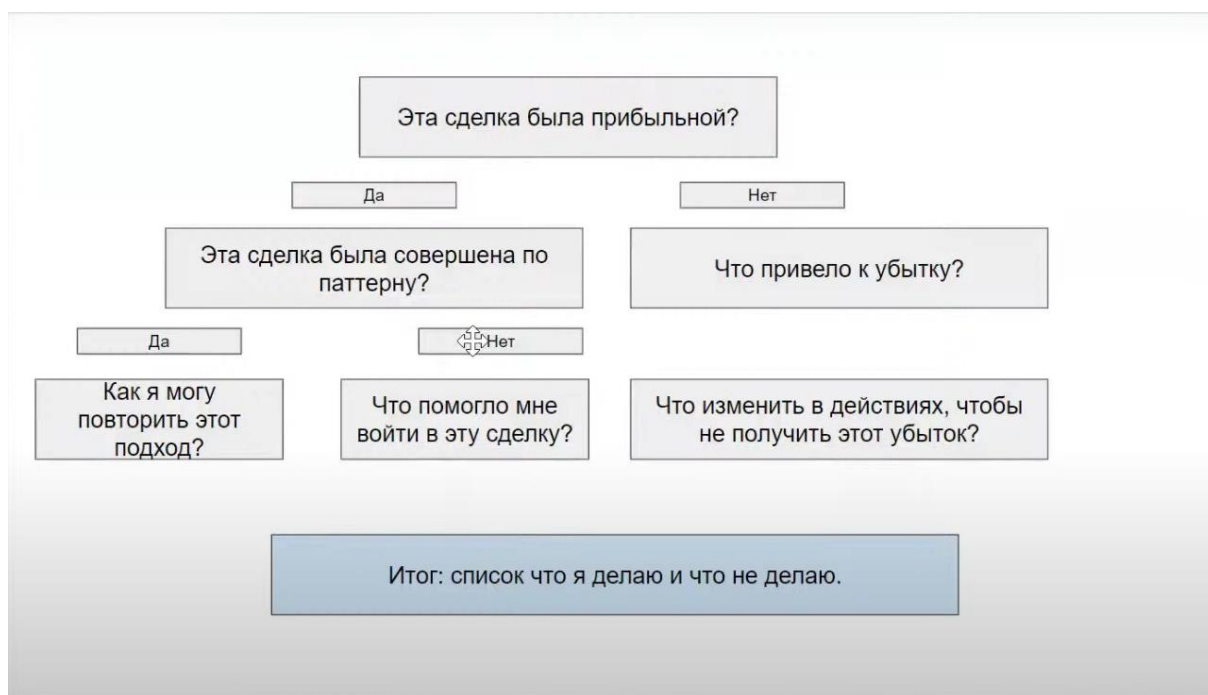 Эта сделка была прибыльной?
Да
Нет
Эта сделка была совершена по
паттерну?
Что привело к убытку?
Да
Нет
Как я могу
повторить этот
подход?
Что помогло мне
войти в эту сделку?
Что изменить в действиях, чтобы
не получить этот убыток?
Итог: список что я делаю и что не делаю.